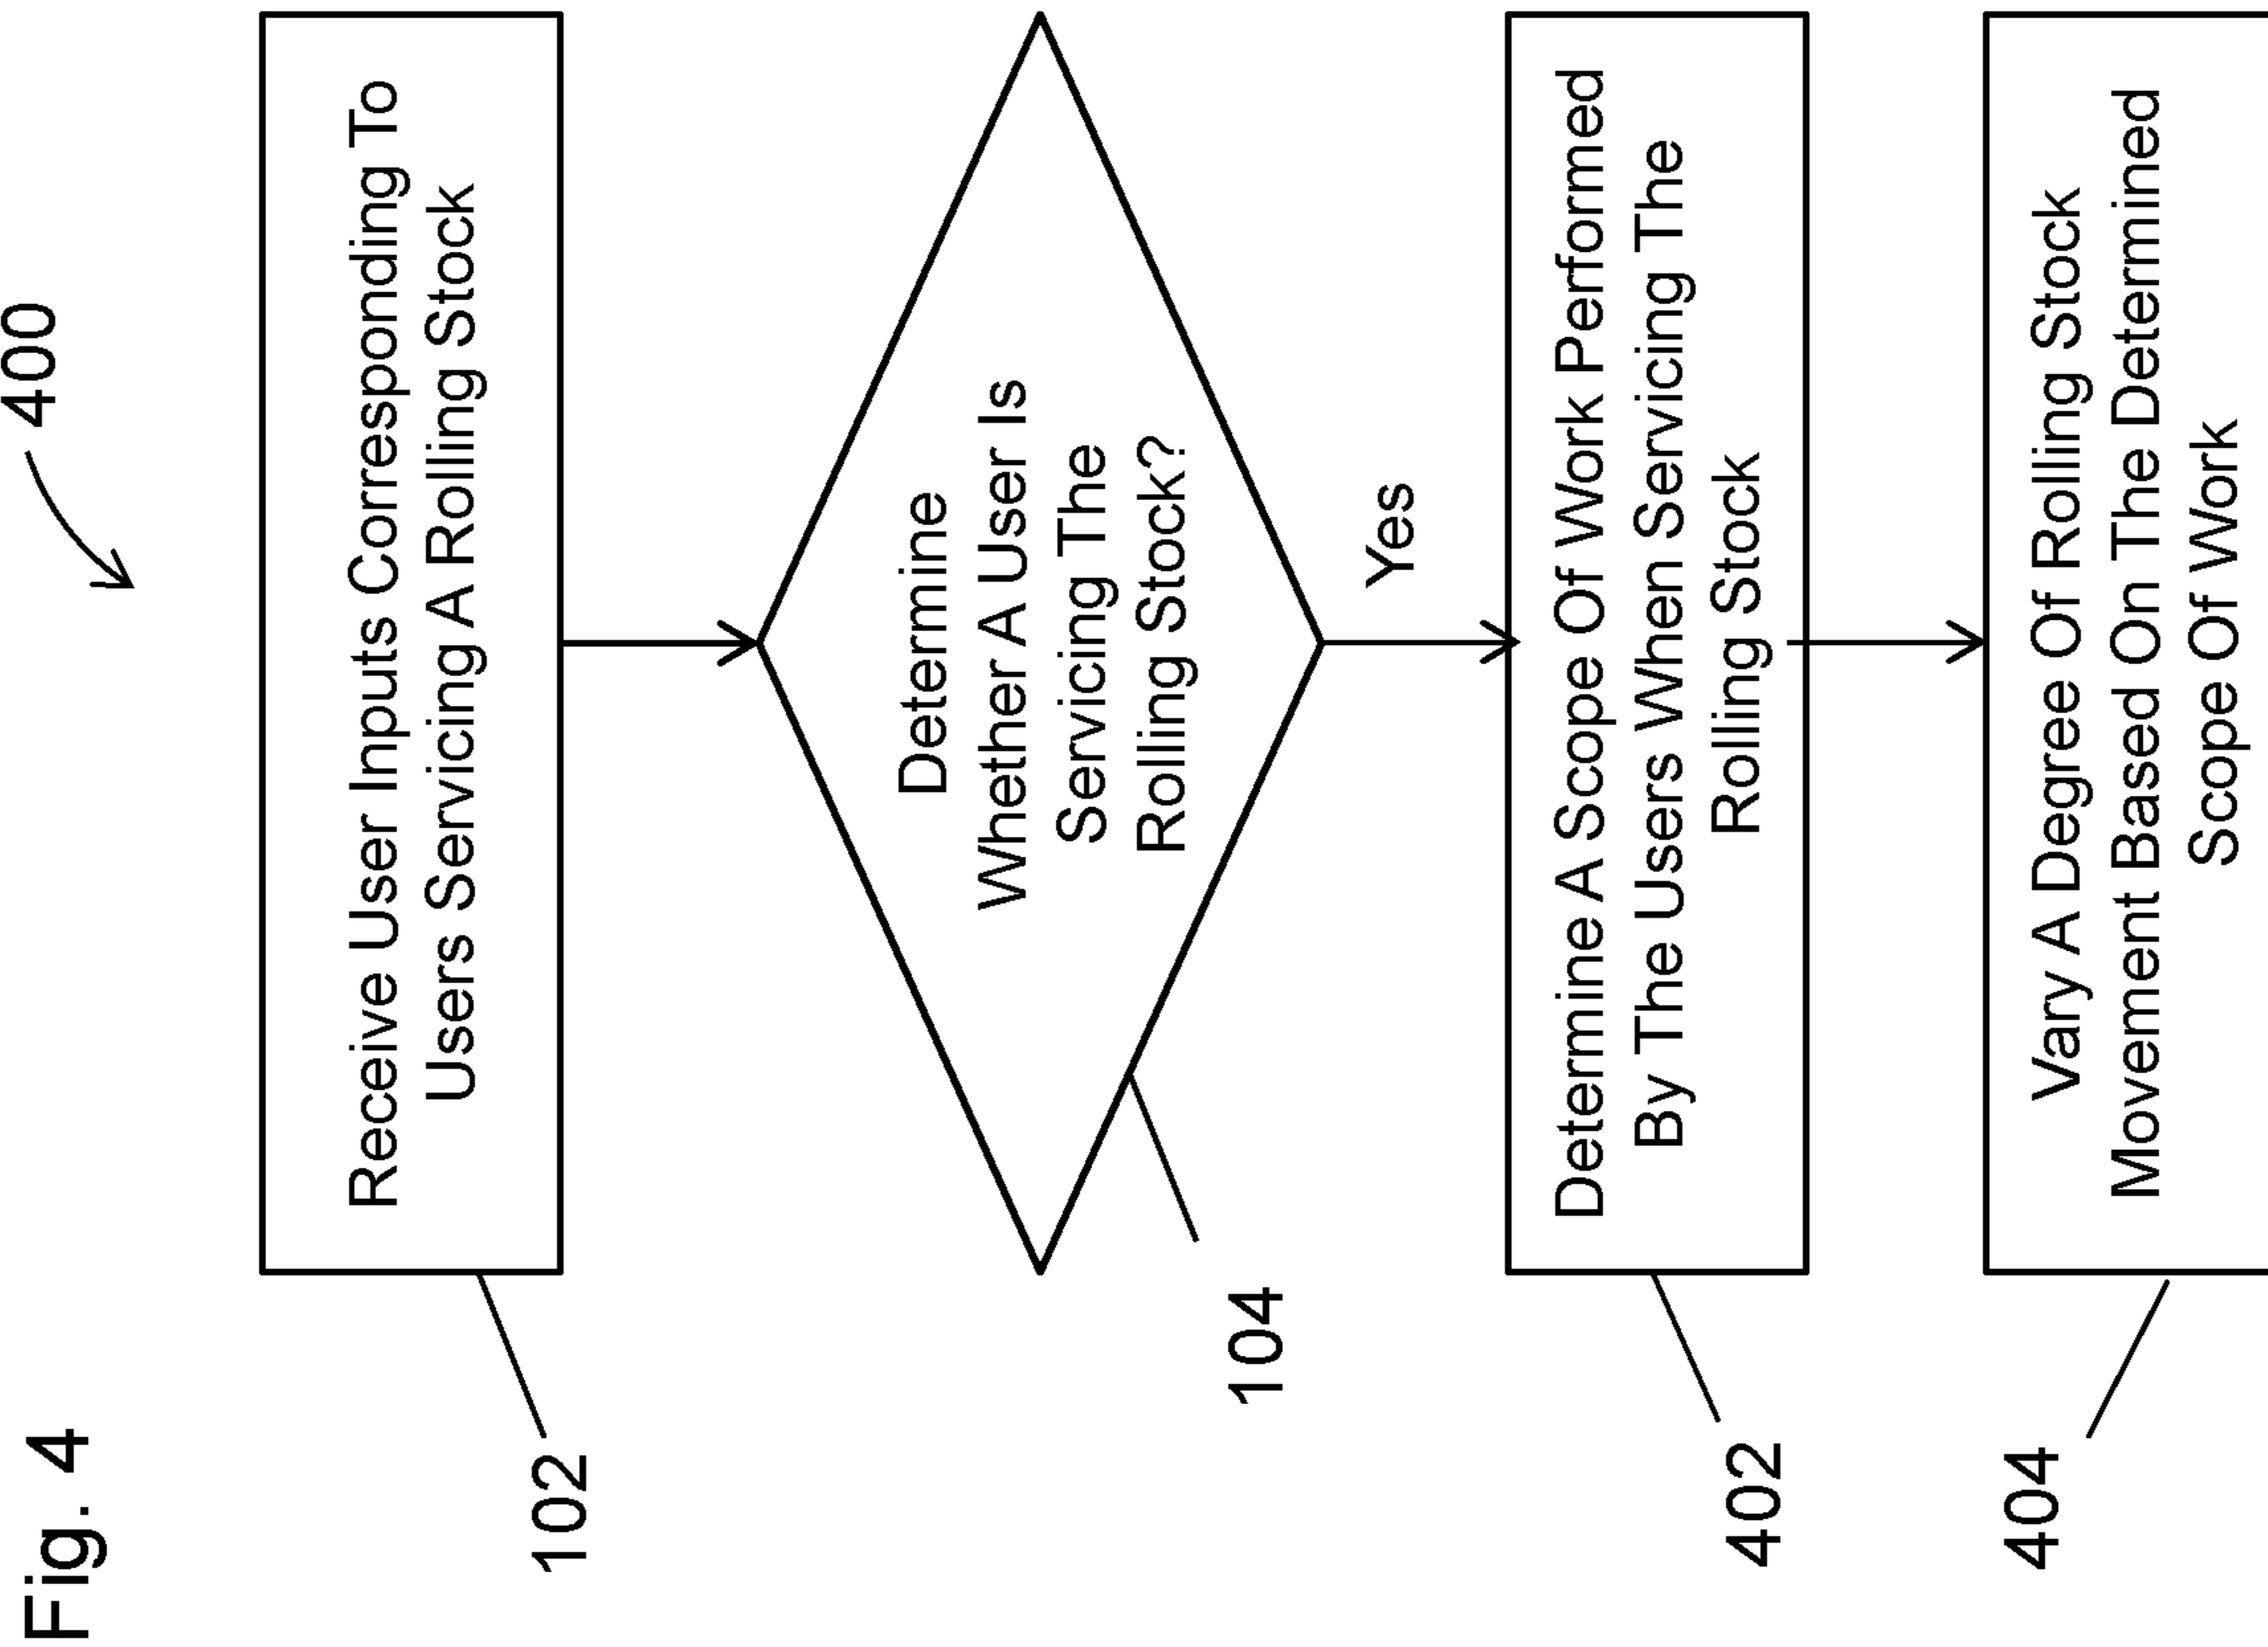 Fig. 4
400
Receive User Inputs Corresponding To
Users Servicing A Rolling Stock
102
Determine
Whether A User Is
Servicing The
Rolling Stock?
104
Yes
Determine A Scope Of Work Performed
By The Users When Servicing The
Rolling Stock
402
Vary A Degree Of Rolling Stock
Movement Based On The Determined
Scope Of Work
404